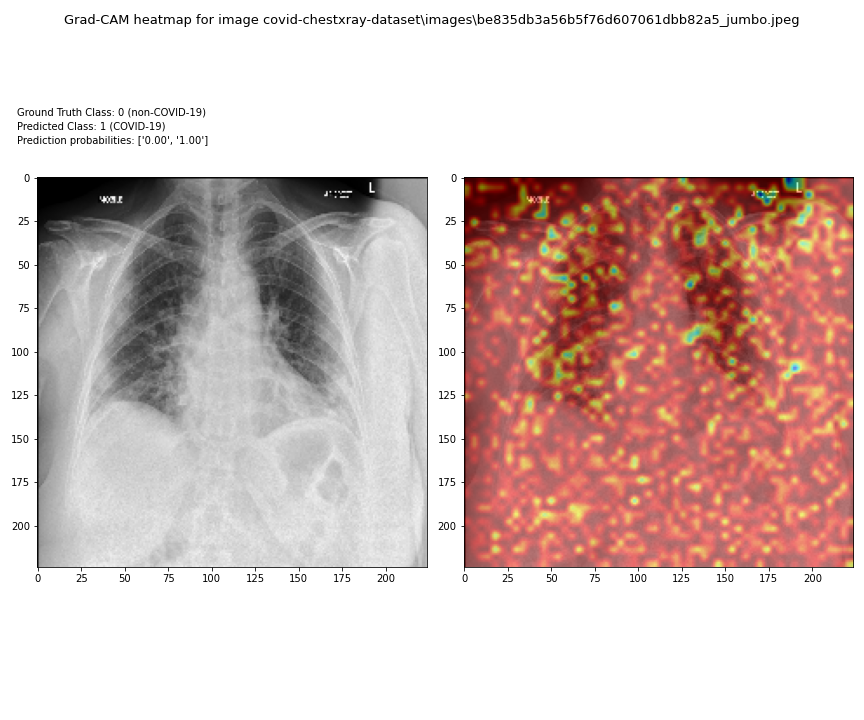 Grad-CAM heatmap for image covid-chestxray-dataset\images\be835db3a56b5f76d607061dbb82a5_jumbo.jpeg
Ground Truth Class: 0 (non-COVID-19)
Predicted Class: 1 (COVID-19)
Prediction probabilities: ['0.00', '1.00']
L
0
25
50
75
100
125
150
175
200
0 25 50 75 100 125 150 175 200
L
0
25
50
75
100
125
150
175
200
0 25 50 75 100 125 150 175 200